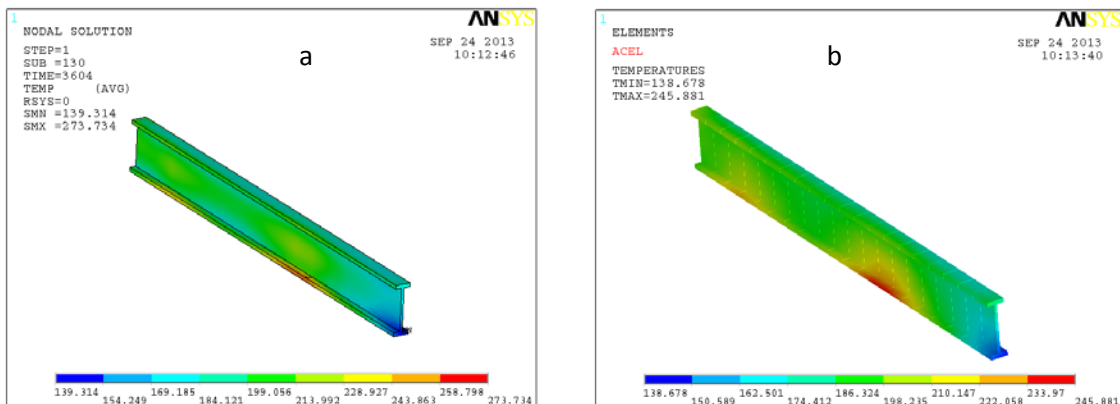 1
ANSYS
NODAL SOLUTION
SEP 24 2013
10:12:46
STEP=1
SUB =130
TIME=3604
TEMP (AVG)
RSYS=0
SMN =139.314
SMX =273.734
a
139.314 169.185 199.056 228.927 258.798
154.249 184.121 213.992 243.863 273.734
1
ANSYS
ELEMENTS
SEP 24 2013
10:13:40
ACEL
TEMPERATURES
TMIN=138.678
TMAX=245.881
b
138.678 162.501 186.324 210.147 233.97
150.589 174.412 198.235 222.058 245.881